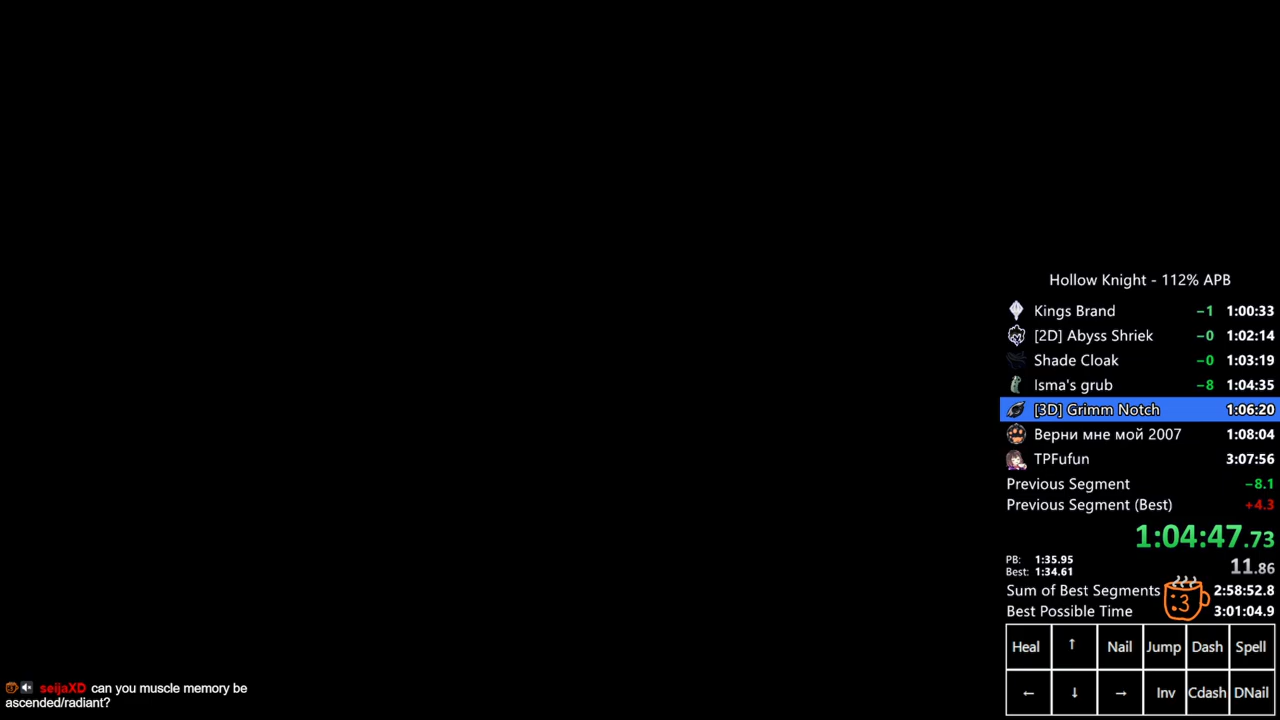 Hollow Knight - 112% APB
Kings Brand −1 1:00:33
[2D] Abyss Shriek −0 1:02:14
Shade Cloak −0 1:03:19
Isma's grub −8 1:04:35
[3D] Grimm Notch 1:06:20
Верни мне мой 2007 1:08:04
TPFufun 3:07:56
Previous Segment −8.1
Previous Segment (Best) +4.3
1:04:47.73
PB: 1:35.95
Best: 1:34.61 11.86
Sum of Best Segments 2:58:52.8
Best Possible Time 3:01:04.9
Heal ↑ Nail Jump Dash Spell
← ↓ → Inv Cdash DNail
seijaXD can you muscle memory be
ascended/radiant?